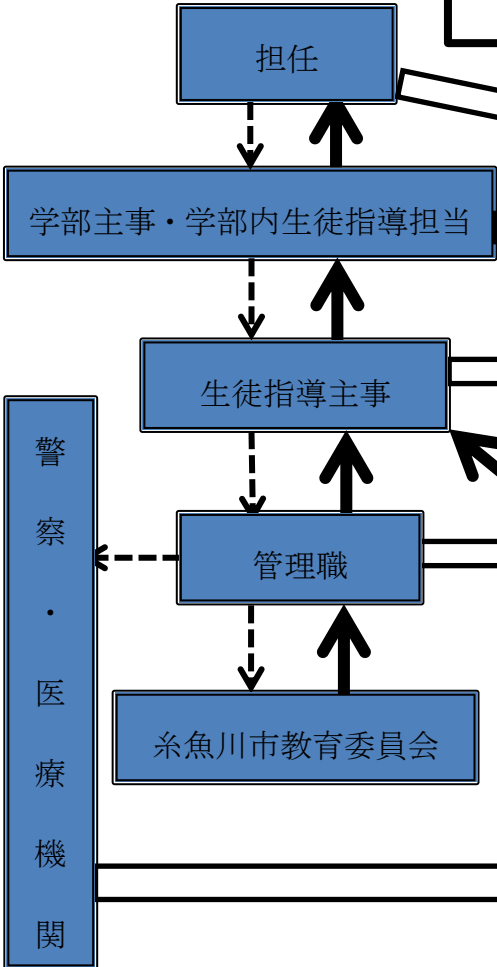 担任
学部主事・学部内生徒指導担当
生徒指導主事
管理職
糸魚川市教育委員会
警察・医療機関